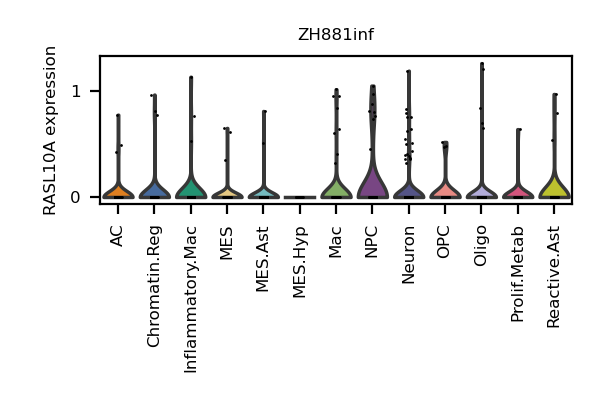 ZH881inf
RASL10A expression
1
0
AC
Chromatin.Reg
Inflammatory.Mac
MES
MES.Ast
MES.Hyp
Mac
NPC
Neuron
OPC
Oligo
Prolif.Metab
Reactive.Ast